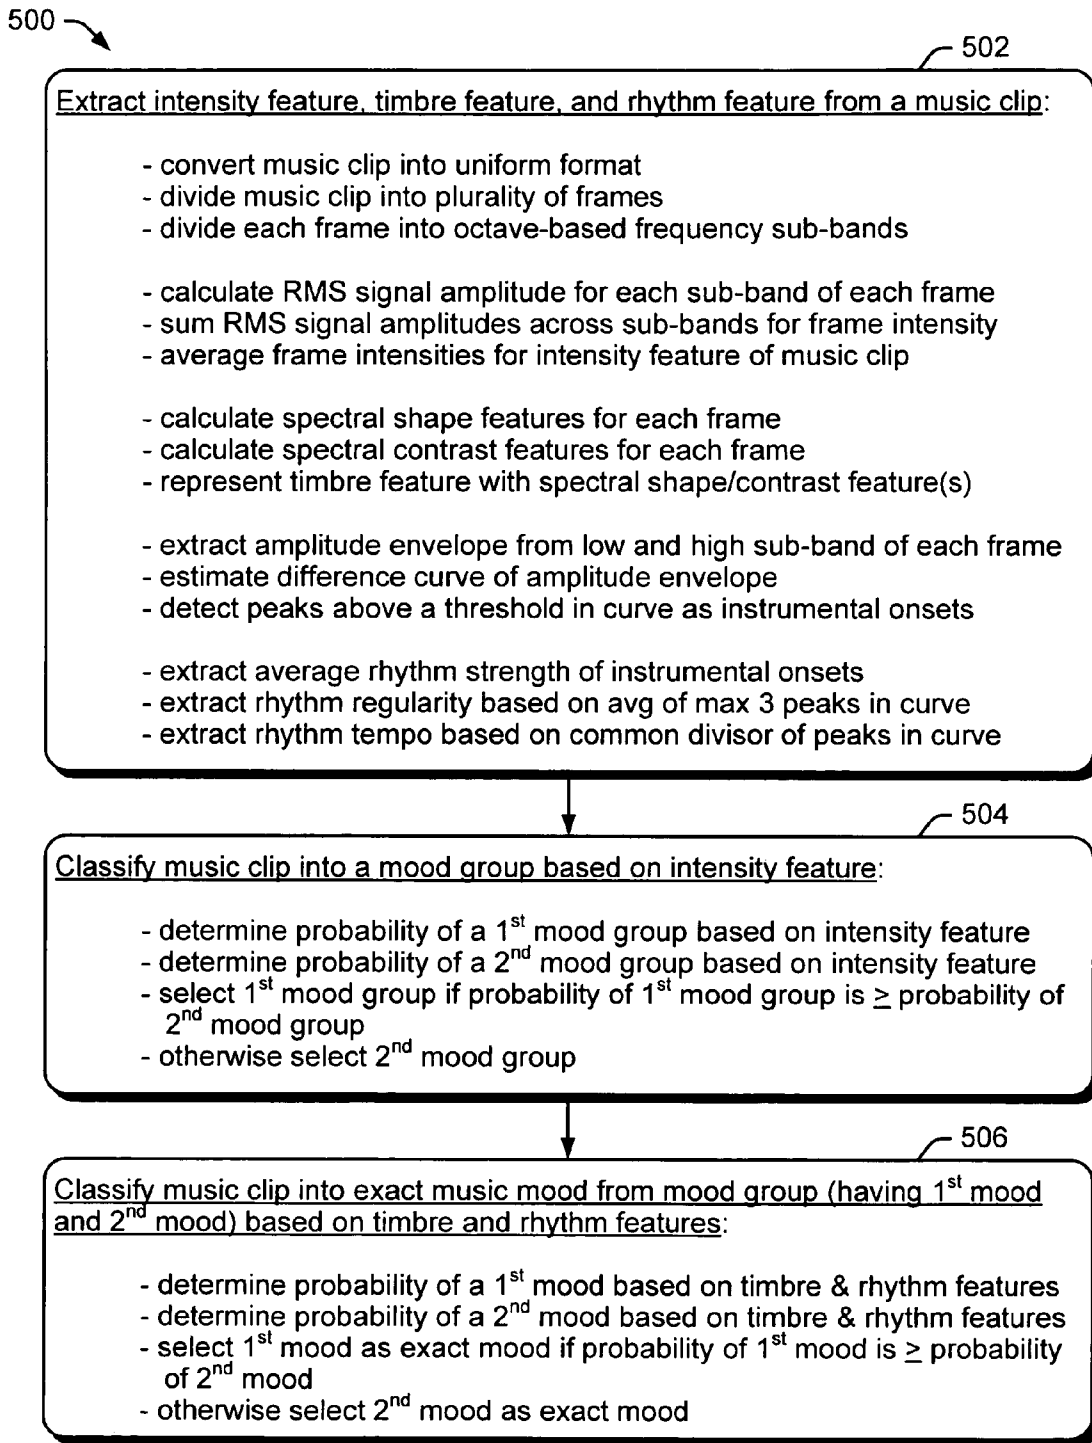 500
502
Extract intensity feature, timbre feature, and rhythm feature from a music clip:
- convert music clip into uniform format
- divide music clip into plurality of frames
- divide each frame into octave-based frequency sub-bands
- calculate RMS signal amplitude for each sub-band of each frame
- sum RMS signal amplitudes across sub-bands for frame intensity
- average frame intensities for intensity feature of music clip
- calculate spectral shape features for each frame
- calculate spectral contrast features for each frame
- represent timbre feature with spectral shape/contrast feature(s)
- extract amplitude envelope from low and high sub-band of each frame
- estimate difference curve of amplitude envelope
- detect peaks above a threshold in curve as instrumental onsets
- extract average rhythm strength of instrumental onsets
- extract rhythm regularity based on avg of max 3 peaks in curve
- extract rhythm tempo based on common divisor of peaks in curve
504
Classify music clip into a mood group based on intensity feature:
- determine probability of a 1st mood group based on intensity feature
- determine probability of a 2nd mood group based on intensity feature
- select 1st mood group if probability of 1st mood group is ≥ probability of
2nd mood group
- otherwise select 2nd mood group
506
Classify music clip into exact music mood from mood group (having 1st mood
and 2nd mood) based on timbre and rhythm features:
- determine probability of a 1st mood based on timbre & rhythm features
- determine probability of a 2nd mood based on timbre & rhythm features
- select 1st mood as exact mood if probability of 1st mood is ≥ probability
of 2nd mood
- otherwise select 2nd mood as exact mood